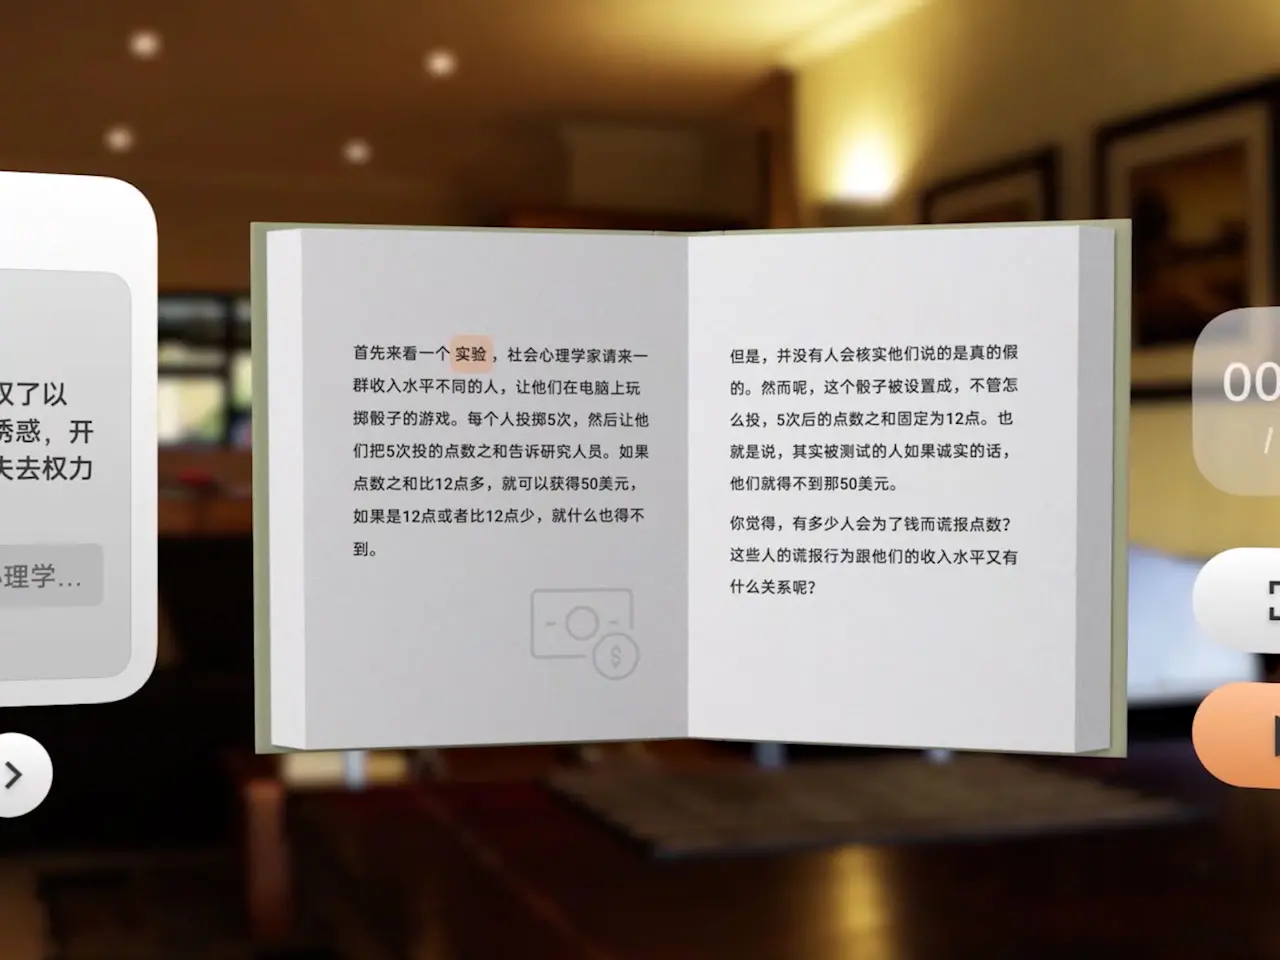 权了以
诱惑，开
失去权力
心理学...
首先来看一个 实验 ，社会心理学家请来一
群收入水平不同的人，让他们在电脑上玩
掷骰子的游戏。每个人投掷5次，然后让他
们把5次投的点数之和告诉研究人员。如果
点数之和比12点多，就可以获得50美元，
如果是12点或者比12点少，就什么也得不
到。
但是，并没有人会核实他们说的是真的假
的。然而呢，这个骰子被设置成，不管怎
么投，5次后的点数之和固定为12点。也
就是说，其实被测试的人如果诚实的话，
他们就得不到那50美元。
你觉得，有多少人会为了钱而谎报点数？
这些人的谎报行为跟他们的收入水平又有
什么关系呢？
00
/